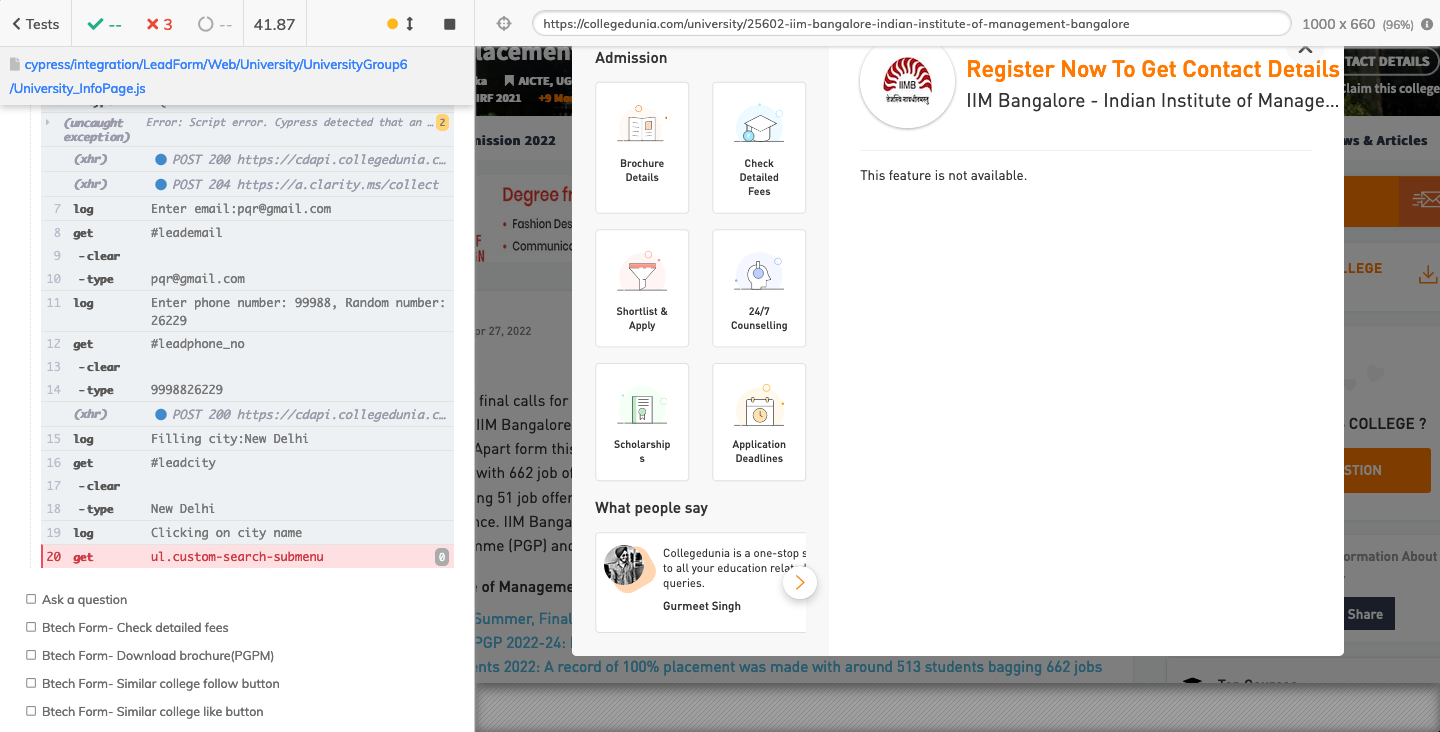 Tests
--
3
--
41.87
https://collegedunia.com/university/25602-iim-bangalore-indian-institute-of-management-bangalore
1000 x 660 (96%)
cypress/integration/LeadForm/Web/University/UniversityGroup6
/University_InfoPage.js
(uncaught exception) Error: Script error. Cypress detected that an … 2
(xhr) POST 200 https://cdapi.collegedunia.c…
(xhr) POST 204 https://a.clarity.ms/collect
7 log Enter email:pqr@gmail.com
8 get #leademail
9 -clear
10 -type pqr@gmail.com
11 log Enter phone number: 99988, Random number:
26229
12 get #leadphone_no
13 -clear
14 -type 9998826229
(xhr) POST 200 https://cdapi.collegedunia.c…
15 log Filling city:New Delhi
16 get #leadcity
17 -clear
18 -type New Delhi
19 log Clicking on city name
20 get ul.custom-search-submenu 0
Ask a question
Btech Form- Check detailed fees
Btech Form- Download brochure(PGPM)
Btech Form- Similar college follow button
Btech Form- Similar college like button
lacement
ka AICTE, UG
IRF 2021 +9 Mor
mission 2022
Degree fr
• Fashion Des
• Communica
F
GN
pr 27, 2022
final calls for
IIM Bangalore
Apart form this
with 662 job of
ng 51 job offer
nce. IIM Banga
nme (PGP) and
e of Manageme
Summer, Final
PGP 2022-24:
nts 2022: A record of 100% placement was made with around 513 students bagging 662 jobs
Admission
Brochure
Details
Check
Detailed
Fees
Shortlist &
Apply
24/7
Counselling
Scholarship
s
Application
Deadlines
What people say
Collegedunia is a one-stop s
to all your education relat
queries.
Gurmeet Singh
IIMB
Register Now To Get Contact Details
IIM Bangalore - Indian Institute of Manage...
This feature is not available.
TACT DETAILS
Claim this college
ws & Articles
LLEGE
S COLLEGE ?
STION
formation About
Share
Top Courses